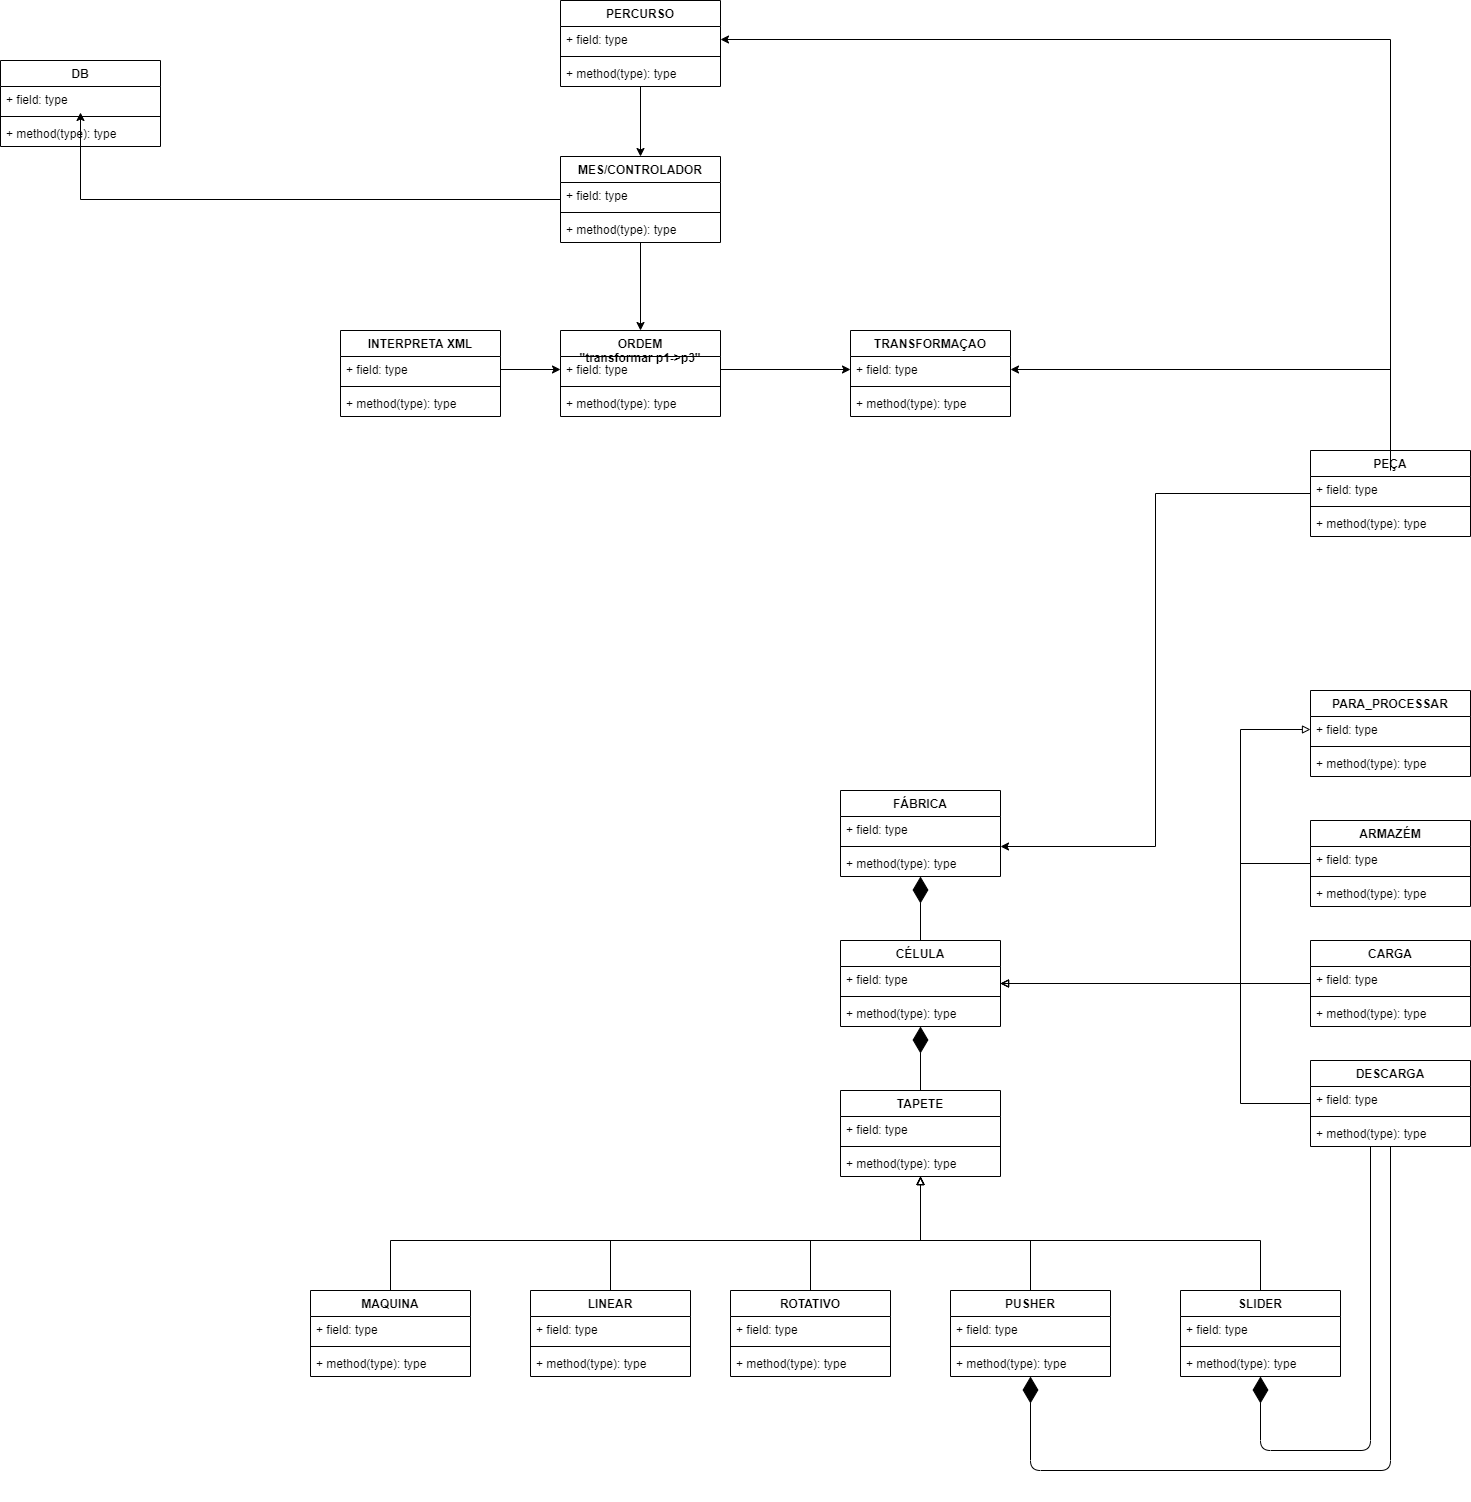 PERCURSO
+ field: type
+ method(type): type
DB
+ field: type
+ method(type): type
MES/CONTROLADOR
+ field: type
+ method(type): type
INTERPRETA XML
+ field: type
+ method(type): type
ORDEM
"transformar p1->p3"
+ field: type
+ method(type): type
TRANSFORMAÇAO
+ field: type
+ method(type): type
PEÇA
+ field: type
+ method(type): type
PARA_PROCESSAR
+ field: type
+ method(type): type
FÁBRICA
+ field: type
+ method(type): type
ARMAZÉM
+ field: type
+ method(type): type
CÉLULA
+ field: type
+ method(type): type
CARGA
+ field: type
+ method(type): type
DESCARGA
+ field: type
+ method(type): type
TAPETE
+ field: type
+ method(type): type
MAQUINA
+ field: type
+ method(type): type
LINEAR
+ field: type
+ method(type): type
ROTATIVO
+ field: type
+ method(type): type
PUSHER
+ field: type
+ method(type): type
SLIDER
+ field: type
+ method(type): type